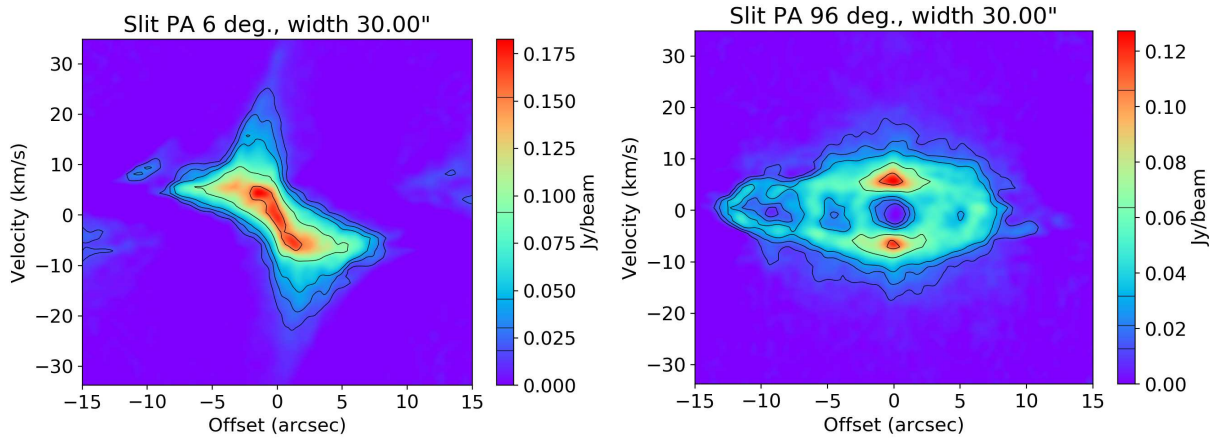 Slit PA 6 deg., width 30.00"
30
20
10
0
−10
−20
−30
Velocity (km/s)
−15 −10 −5 0 5 10 15
Offset (arcsec)
0.175
0.150
0.125
0.100
0.075
0.050
0.025
0.000
Jy/beam
Slit PA 96 deg., width 30.00"
30
20
10
0
−10
−20
−30
Velocity (km/s)
−15 −10 −5 0 5 10 15
Offset (arcsec)
0.12
0.10
0.08
0.06
0.04
0.02
0.00
Jy/beam